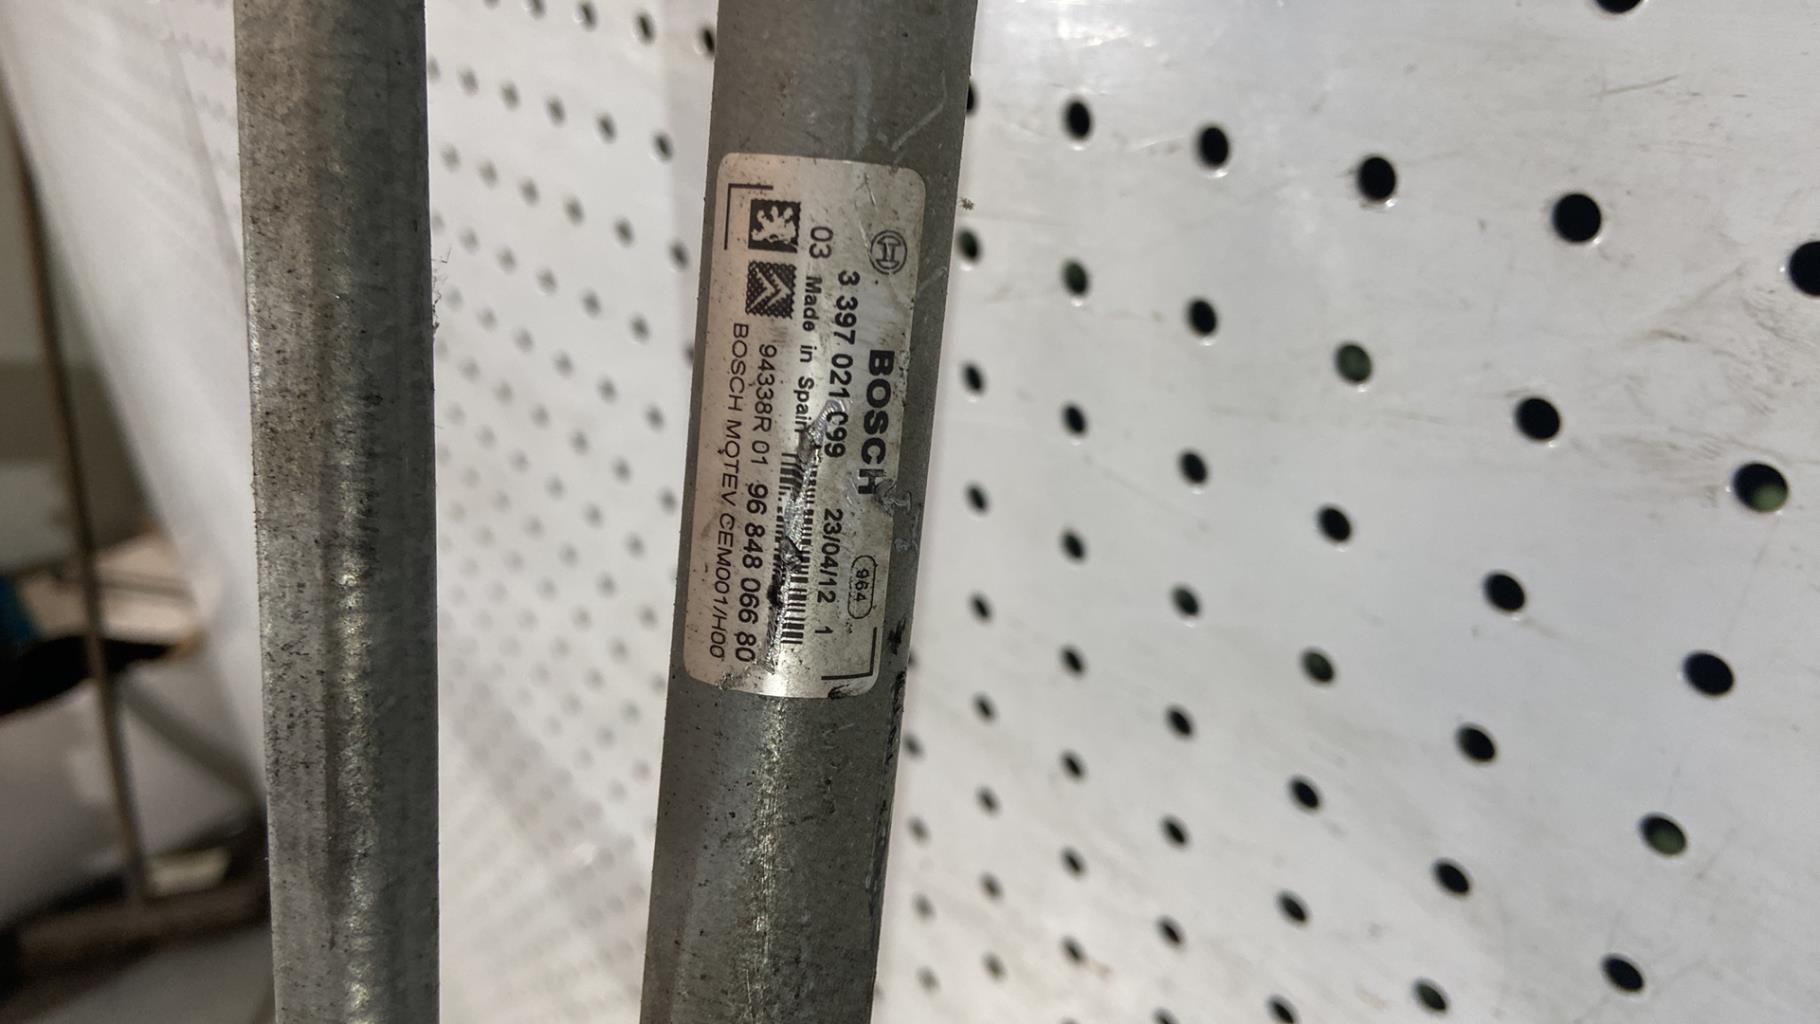 BOSCH 964
3 397 021 099 23/04/12 1
03 Made in Spain
94338R 01 96 848 066 80
BOSCH MOTEV CEM001/H00